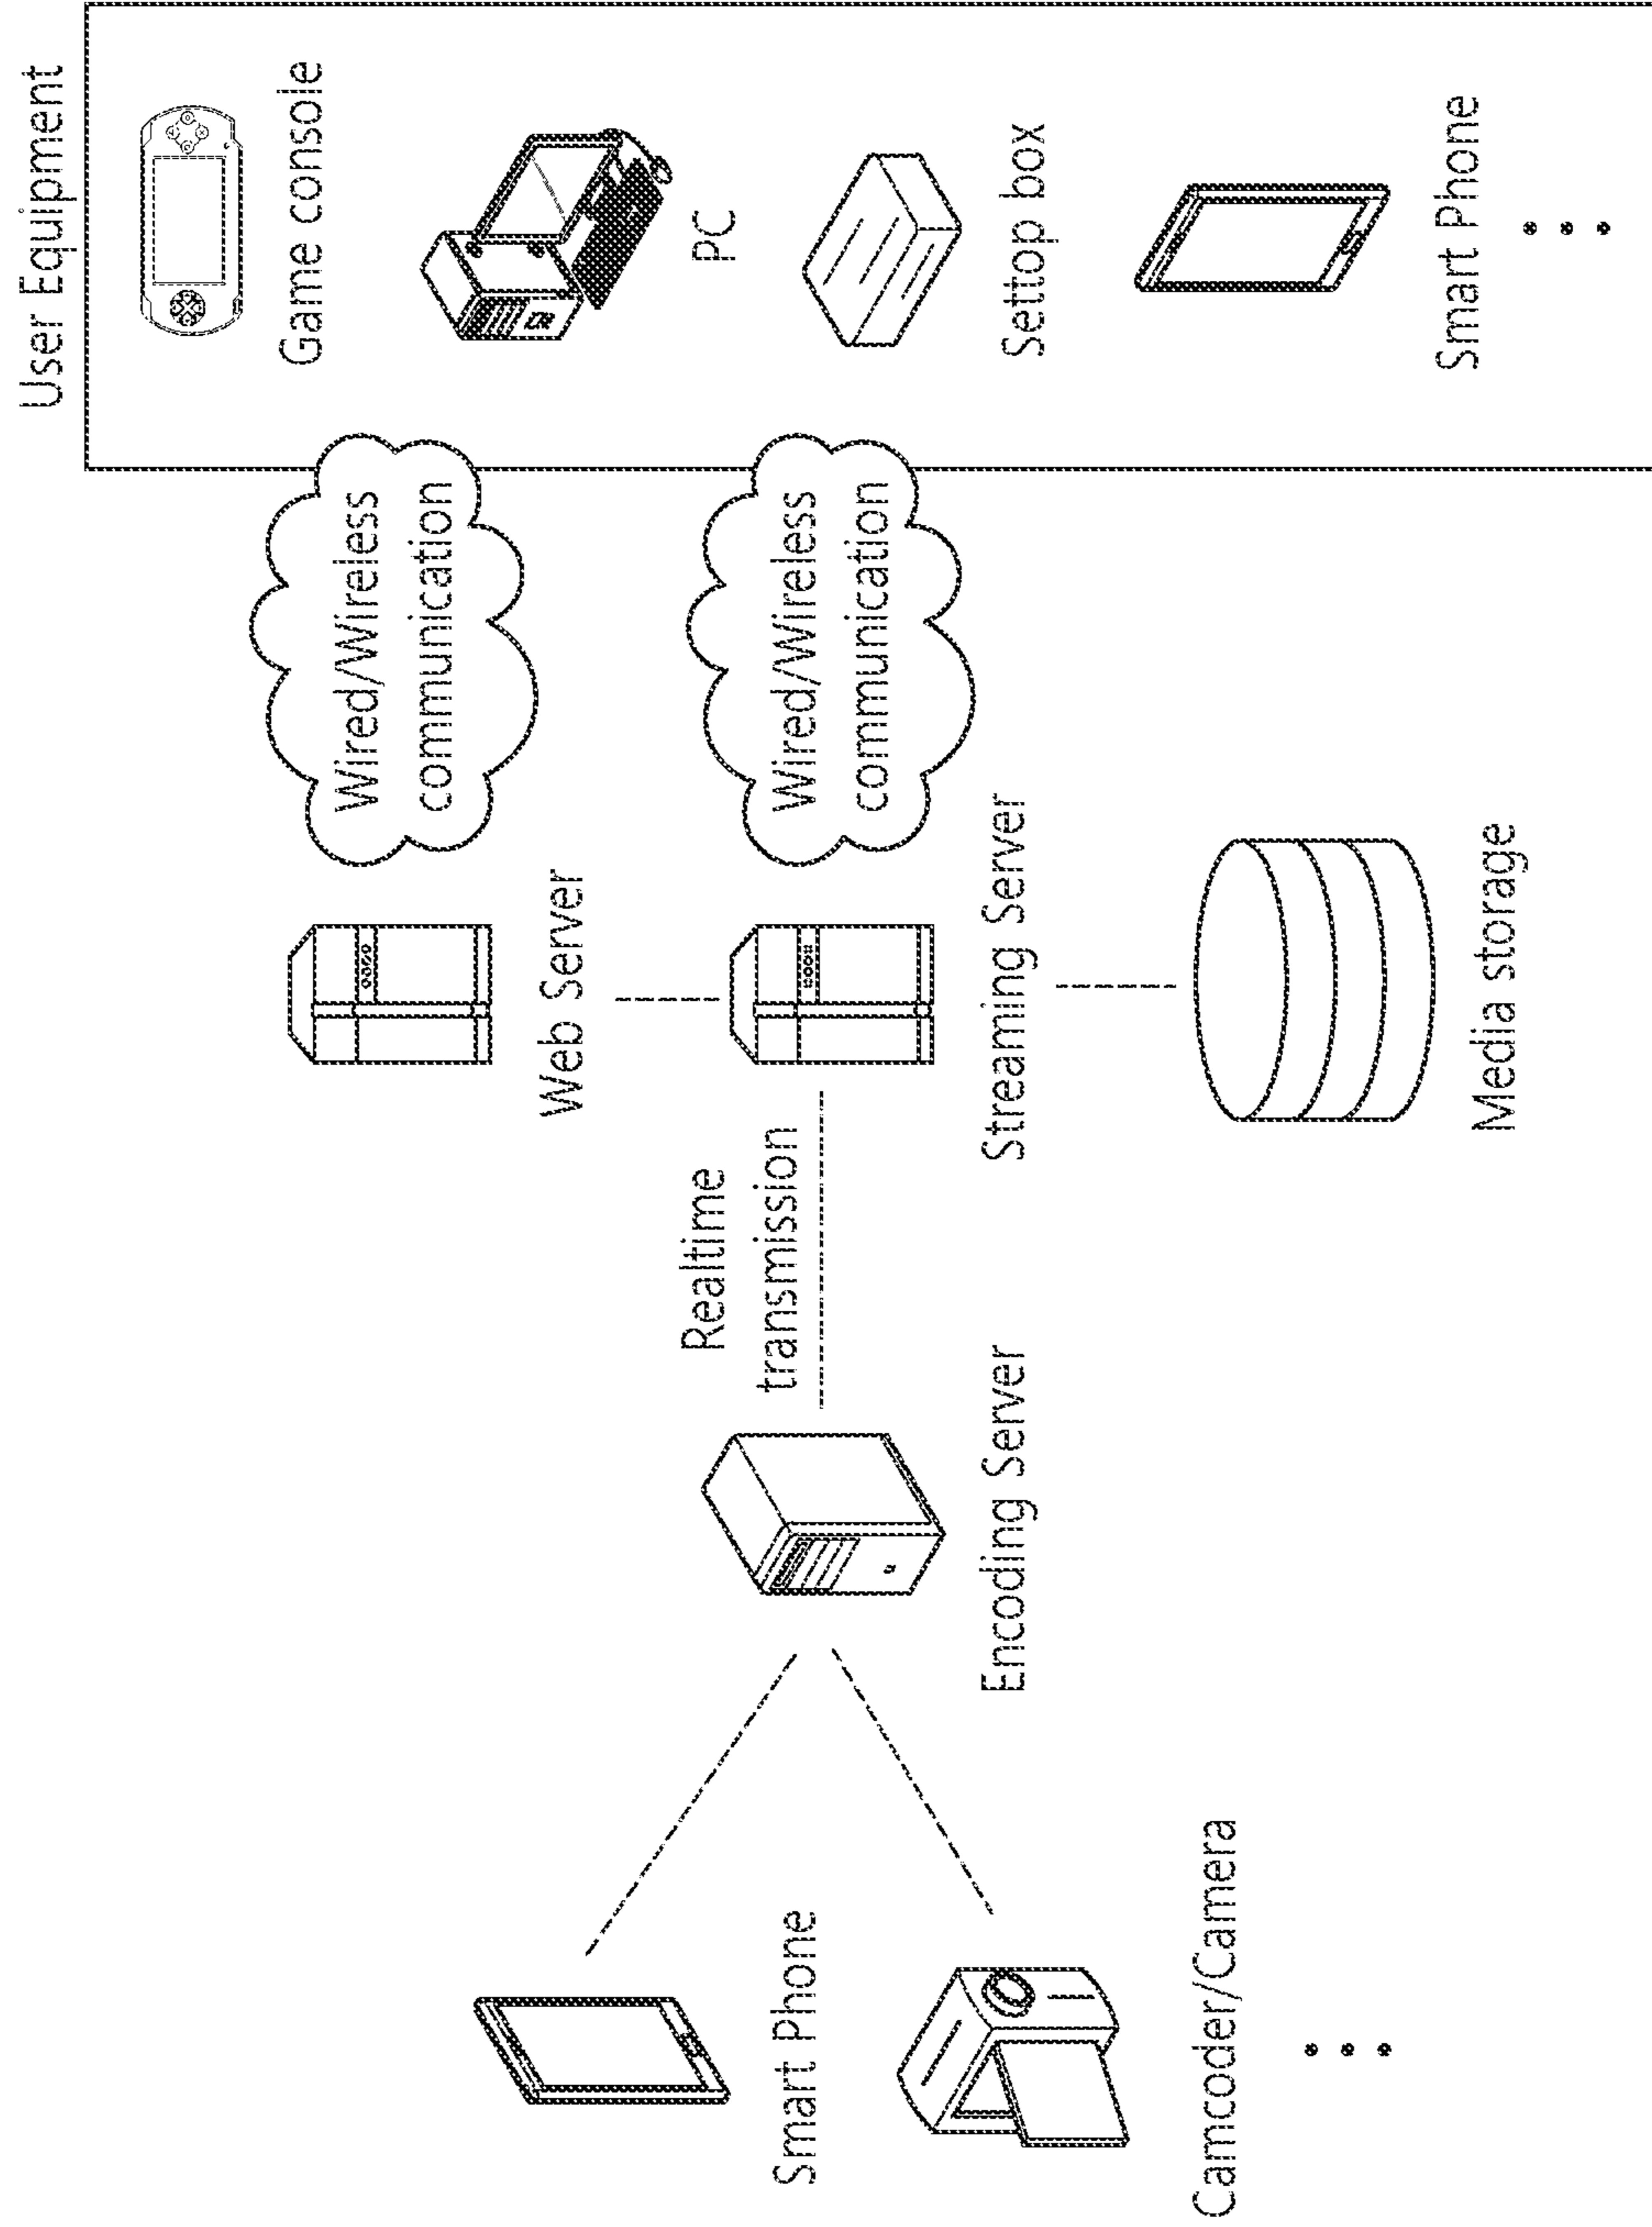 User Equipment
Game console
PC
Settop box
Smart Phone
Wired/Wireless
communication
Wired/Wireless
communication
Web Server
Streaming Server
Media storage
Realtime
transmission
Encoding Server
Smart Phone
Camcoder/Camera